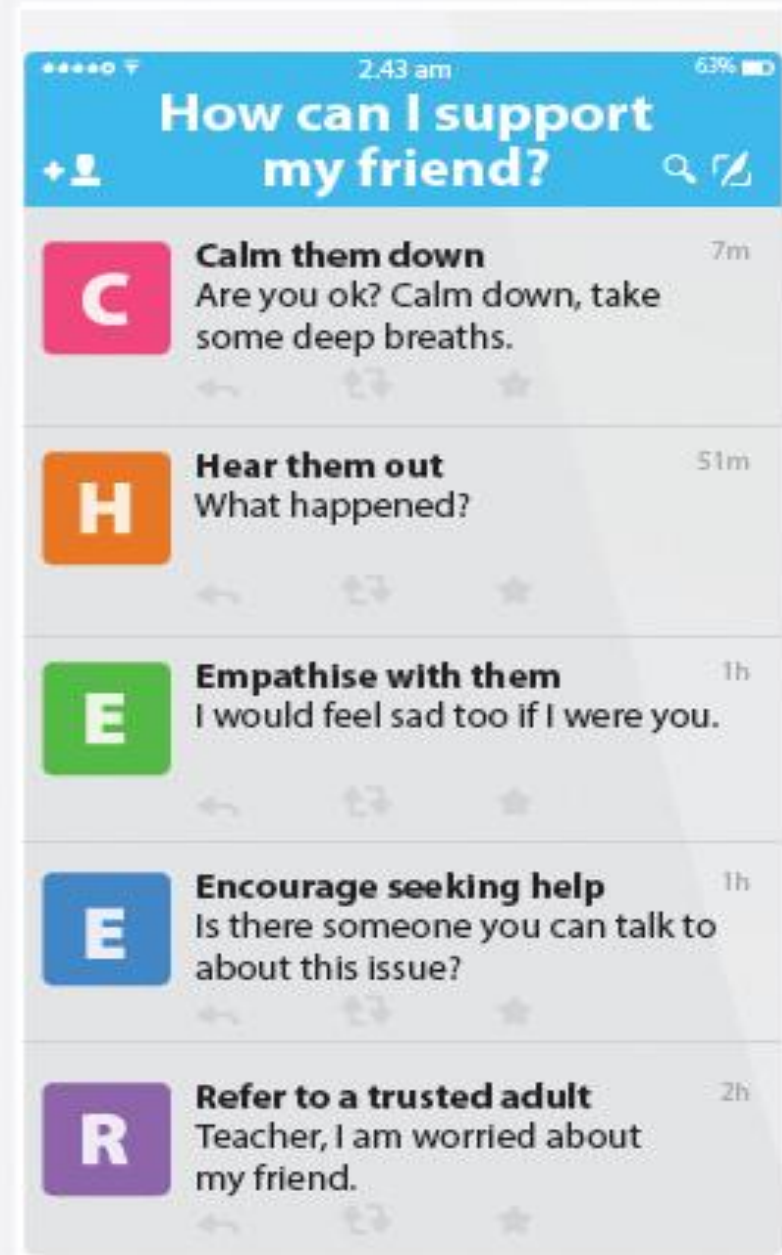 2.43 am 63%
How can I support
my friend?
C
Calm them down 7m
Are you ok? Calm down, take
some deep breaths.
H
Hear them out 51m
What happened?
E
Empathise with them 1h
I would feel sad too if I were you.
E
Encourage seeking help 1h
Is there someone you can talk to
about this issue?
R
Refer to a trusted adult 2h
Teacher, I am worried about
my friend.